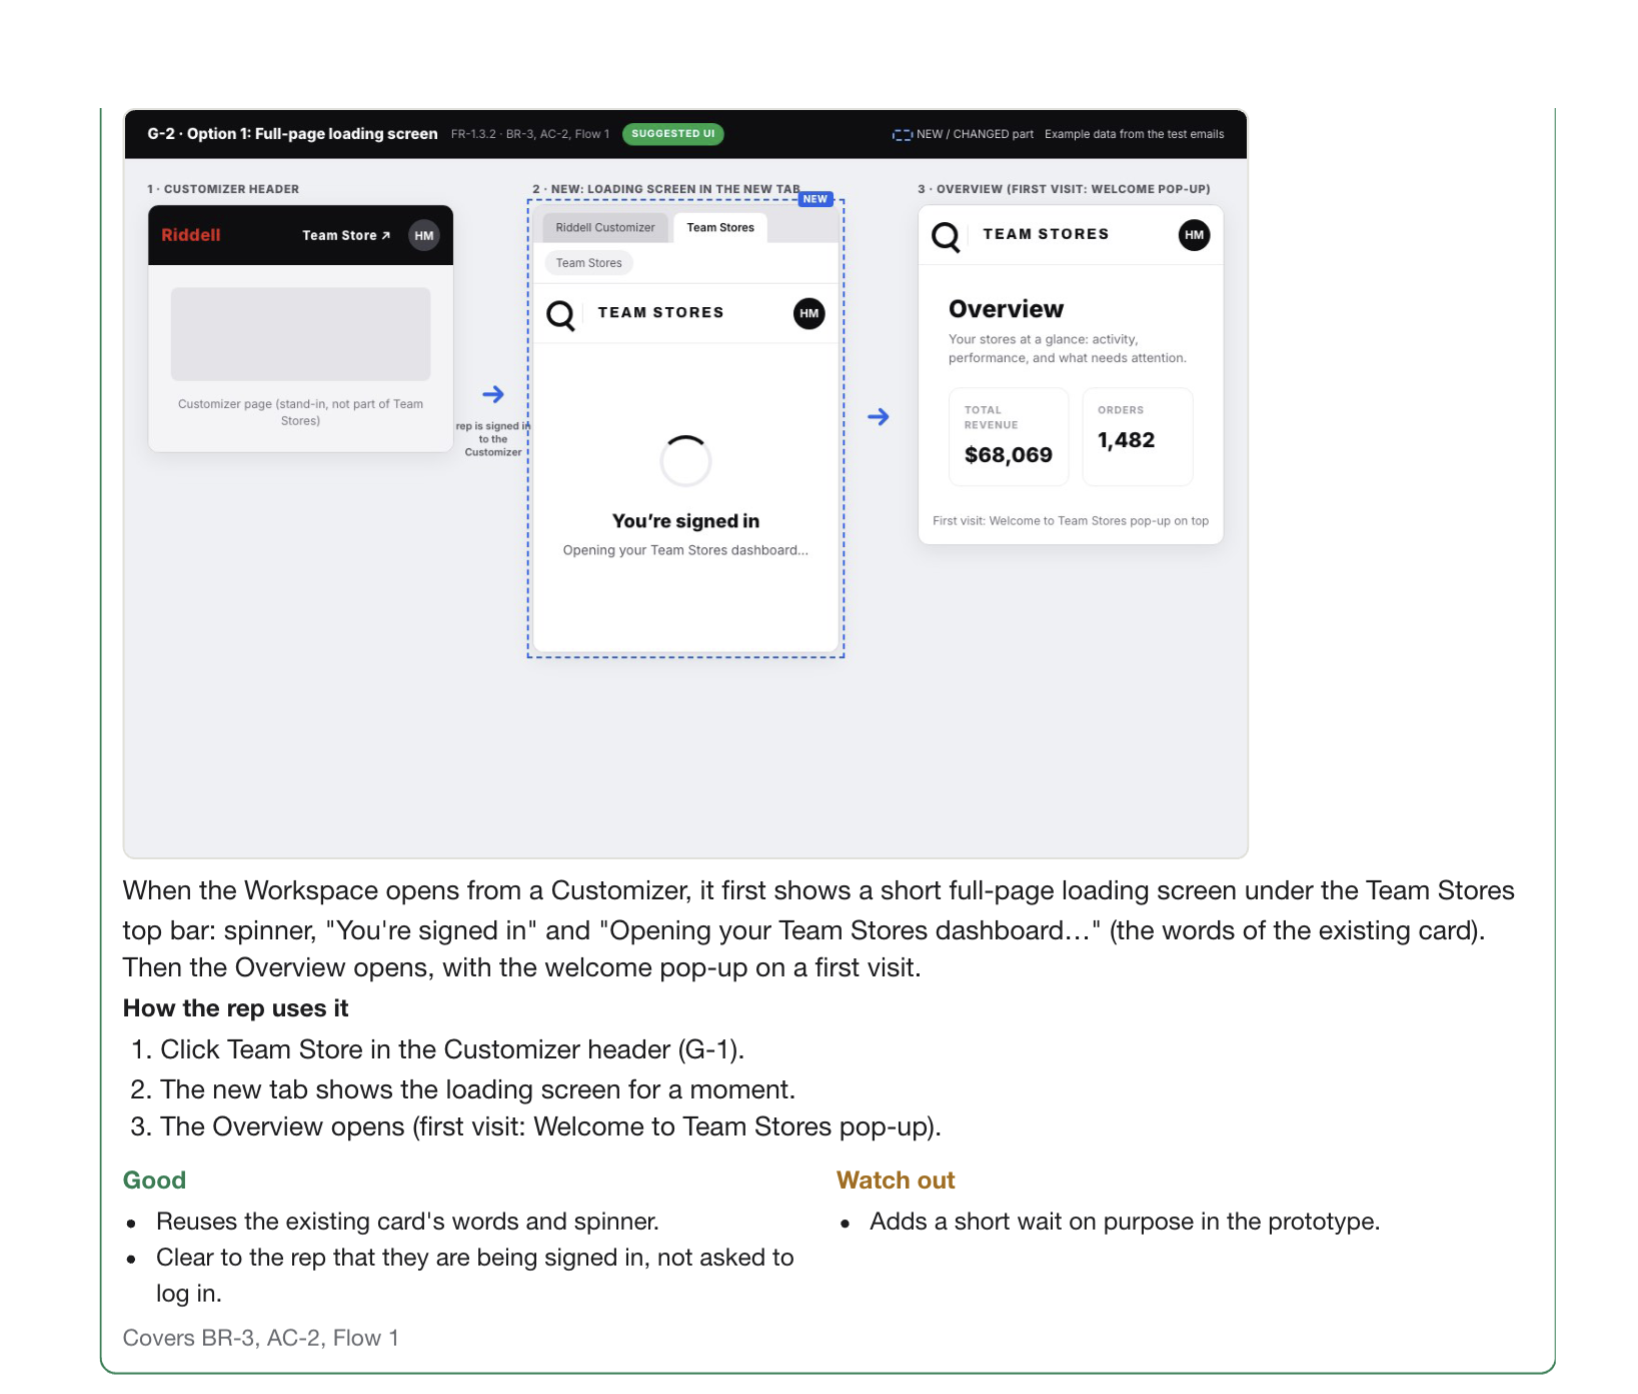 G-2 · Option 1: Full-page loading screen FR-1.3.2 · BR-3, AC-2, Flow 1 SUGGESTED UI NEW / CHANGED part Example data from the test emails
1 · CUSTOMIZER HEADER
Riddell Team Store ↗ HM
Customizer page (stand-in, not part of Team
Stores)
rep is signed in
to the
Customizer
2 · NEW: LOADING SCREEN IN THE NEW TAB
NEW
Riddell Customizer Team Stores
Team Stores
TEAM STORES HM
You're signed in
Opening your Team Stores dashboard...
3 · OVERVIEW (FIRST VISIT: WELCOME POP-UP)
TEAM STORES HM
Overview
Your stores at a glance: activity,
performance, and what needs attention.
TOTAL
REVENUE
$68,069
ORDERS
1,482
First visit: Welcome to Team Stores pop-up on top
When the Workspace opens from a Customizer, it first shows a short full-page loading screen under the Team Stores
top bar: spinner, "You're signed in" and "Opening your Team Stores dashboard…" (the words of the existing card).
Then the Overview opens, with the welcome pop-up on a first visit.
How the rep uses it
1. Click Team Store in the Customizer header (G-1).
2. The new tab shows the loading screen for a moment.
3. The Overview opens (first visit: Welcome to Team Stores pop-up).
Good
• Reuses the existing card's words and spinner.
• Clear to the rep that they are being signed in, not asked to
log in.
Watch out
• Adds a short wait on purpose in the prototype.
Covers BR-3, AC-2, Flow 1